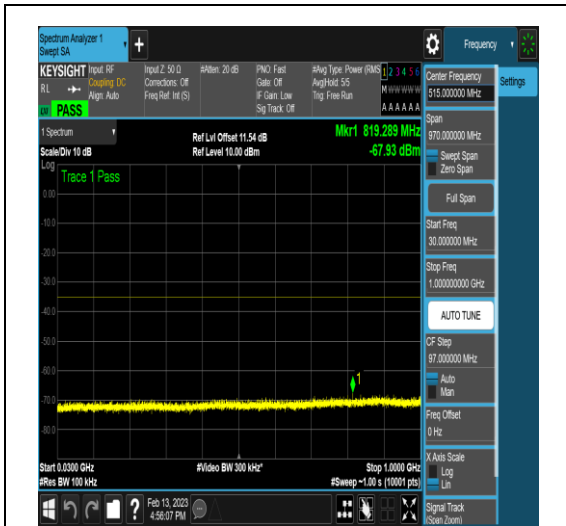 Spectrum Analyzer 1
Swept SA
Frequency
KEYSIGHT
Input: RF
Coupling: DC
Align: Auto
Input Z: 50 Ω
Corrections: Off
Freq Ref: Int (S)
#Atten: 20 dB
PNO: Fast
Gate: Off
IF Gain: Low
Sig Track: Off
#Avg Type: Power (RMS
Avg|Hold: 5/5
Trig: Free Run
1 2 3 4 5 6
M W W W W W
A A A A A A
RL
PASS
Center Frequency
515.000000 MHz
Settings
Span
970.000000 MHz
Swept Span
Zero Span
Full Span
Start Freq
30.000000 MHz
Stop Freq
1.000000000 GHz
AUTO TUNE
CF Step
97.000000 MHz
Auto
Man
Freq Offset
0 Hz
X Axis Scale
Log
Lin
Signal Track
(Span Zoom)
1 Spectrum
Scale/Div 10 dB
Ref Lvl Offset 11.54 dB
Ref Level 10.00 dBm
Mkr1 819.289 MHz
-67.93 dBm
Log
Trace 1 Pass
0.00
-10.0
-20.0
-30.0
-40.0
-50.0
-60.0
-70.0
-80.0
1
Start 0.0300 GHz
#Res BW 100 kHz
#Video BW 300 kHz*
Stop 1.0000 GHz
#Sweep ~1.00 s (10001 pts)
?
Feb 13, 2023
4:56:07 PM